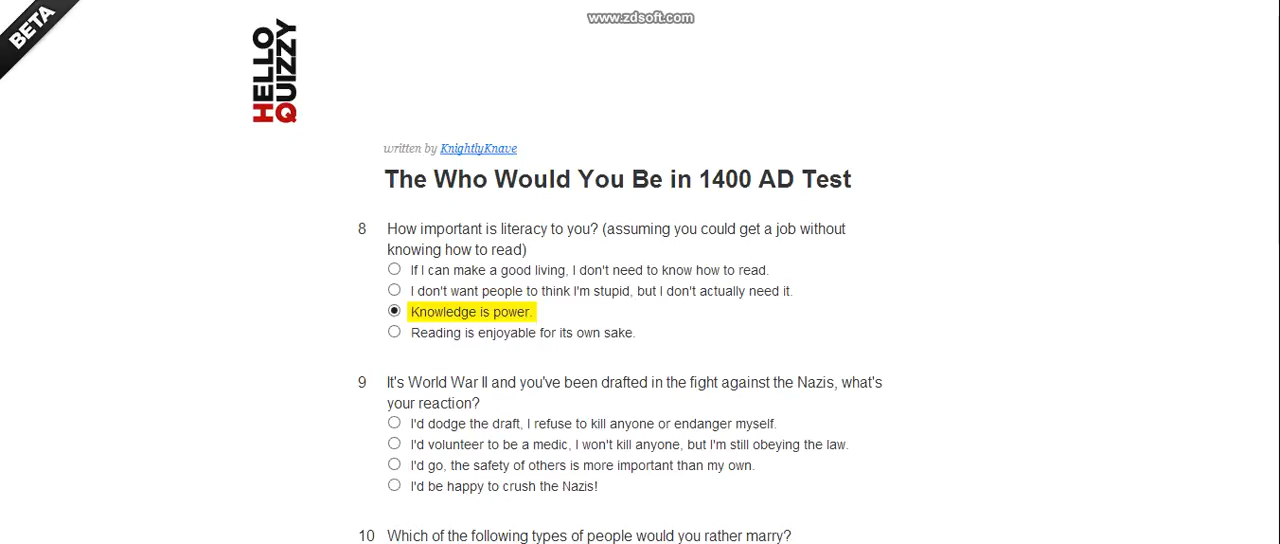 BETA
www.zdsoft.com
HELLO
QUIZZY
written by KnightlyKnave
The Who Would You Be in 1400 AD Test
8 How important is literacy to you? (assuming you could get a job without
knowing how to read)
If I can make a good living, I don't need to know how to read.
I don't want people to think I'm stupid, but I don't actually need it.
Knowledge is power.
Reading is enjoyable for its own sake.
9 It's World War II and you've been drafted in the fight against the Nazis, what's
your reaction?
I'd dodge the draft, I refuse to kill anyone or endanger myself.
I'd volunteer to be a medic, I won't kill anyone, but I'm still obeying the law.
I'd go, the safety of others is more important than my own.
I'd be happy to crush the Nazis!
10 Which of the following types of people would you rather marry?